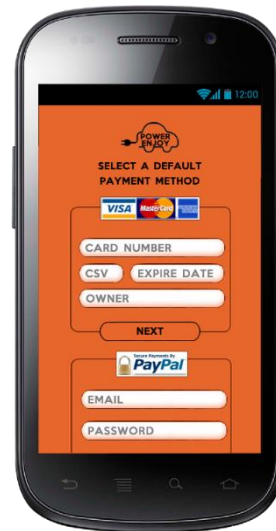 12:00
POWER
ENJOY
SELECT A DEFAULT
PAYMENT METHOD
VISA MasterCard
CARD NUMBER
CSV EXPIRE DATE
OWNER
NEXT
Secure Payments By
PayPal
EMAIL
PASSWORD